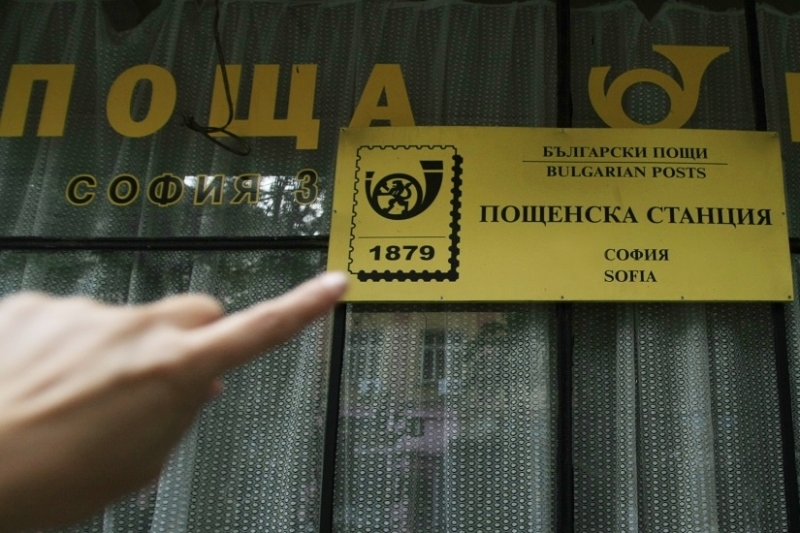 ПОЩА
СОФИЯ 3
БЪЛГАРСКИ ПОЩИ
BULGARIAN POSTS
ПОЩЕНСКА СТАНЦИЯ
1879
СОФИЯ
SOFIA